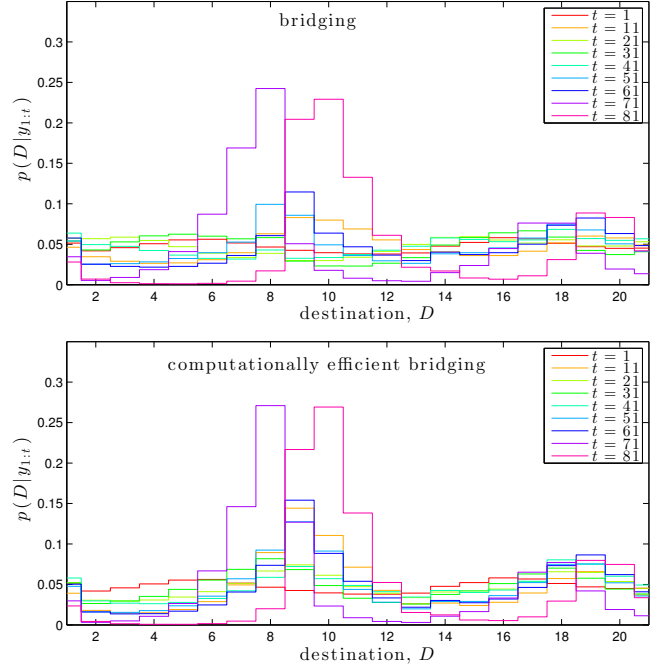 bridging
0.3
0.25
0.2
0.15
0.1
0.05
0
p(D|y1:t)
2 4 6 8 10 12 14 16 18 20
destination, D
t = 1
t = 11
t = 21
t = 31
t = 41
t = 51
t = 61
t = 71
t = 81
computationally efficient bridging
0.3
0.25
0.2
0.15
0.1
0.05
0
p(D|y1:t)
2 4 6 8 10 12 14 16 18 20
destination, D
t = 1
t = 11
t = 21
t = 31
t = 41
t = 51
t = 61
t = 71
t = 81